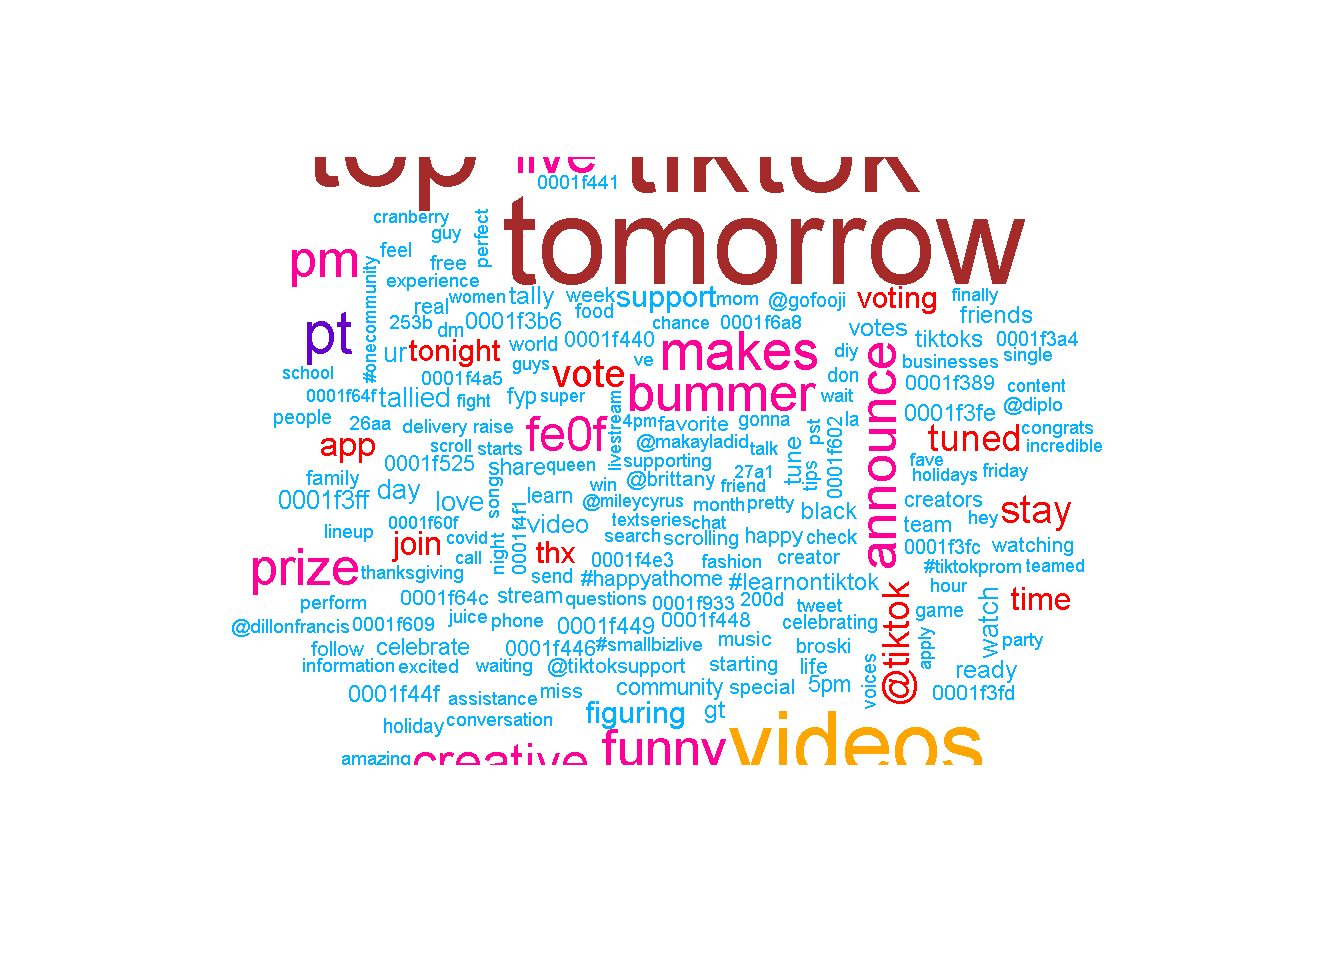 top live tiktok
0001f441
tomorrow
cranberry
guy
perfect
feel
pm
free
#onecommunity
experience
women
tally
week
support
mom
@gofooji
voting
finally
real
food
friends
pt
253b
dm
0001f3b6
chance
0001f6a8
votes
tiktoks
0001f3a4
ur
tonight
world
0001f440
makes
diy
announce
businesses
single
guys
ve
school
0001f4a5
vote
don
0001f389
content
0001f64f
tallied
fight
fyp
super
livestream
bummer
wait
0001f3fe
@diplo
people
26aa
delivery
raise
fe0f
4pm
favorite
gonna
pst
la
tuned
congrats
app
scroll
starts
@makayladid
talk
tune
0001f602
incredible
0001f525
songs
share
queen
supporting
27a1
tips
fave
holidays
friday
family
win
@brittany
friend
0001f3ff
day
love
learn
@mileycyrus
month
pretty
black
creators
stay
0001f60f
0001f4f1
video
textseries
chat
team
hey
lineup
join
covid
night
search
scrolling
happy
check
0001f3fc
watching
call
thx
0001f4e3
fashion
creator
prize
thanksgiving
send
#happyathome
#learnontiktok
#tiktokprom
teamed
@tiktok
hour
perform
0001f64c
stream
questions
0001f933
200d
tweet
game
watch
time
@dillonfrancis
0001f609
juice
phone
0001f449
0001f448
celebrating
apply
party
follow
celebrate
0001f446
#smallbizlive
music
broski
voices
information
excited
waiting
@tiktoksupport
starting
life
ready
0001f44f
assistance
miss
community
special
5pm
0001f3fd
holiday
conversation
figuring
gt
amazing
creative
funny
videos